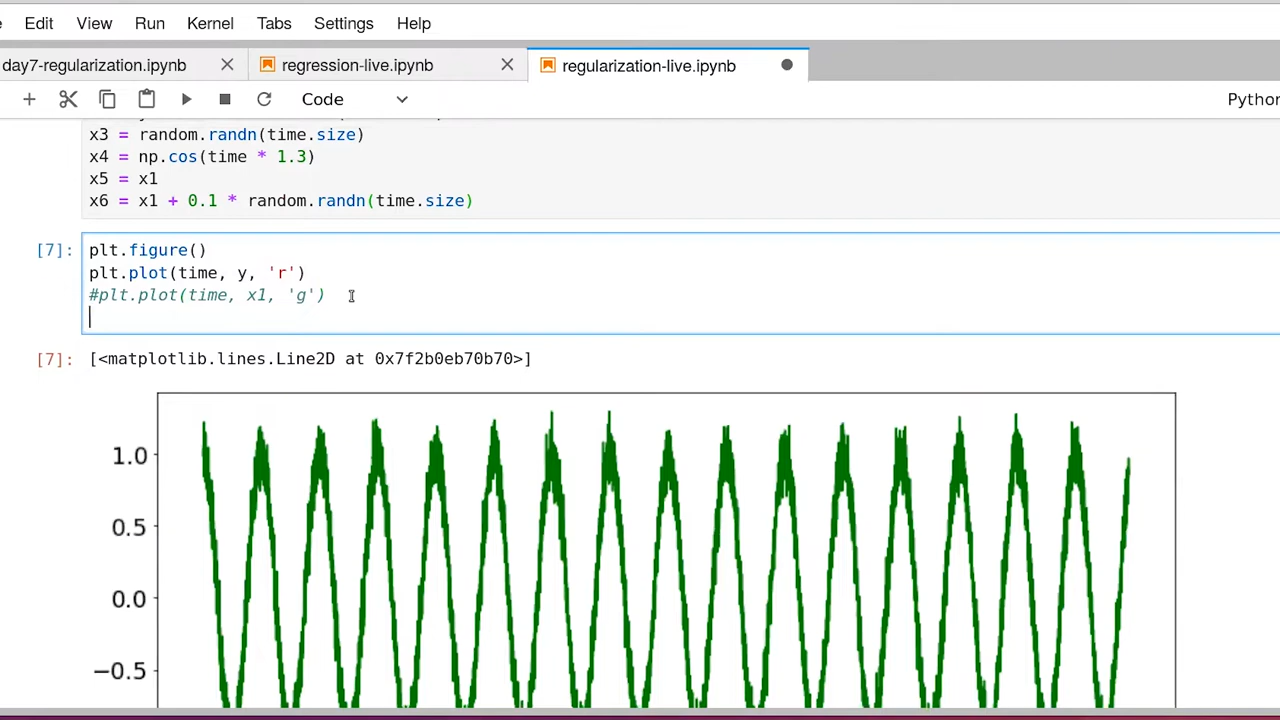 Edit View Run Kernel Tabs Settings Help
day7-regularization.ipynb regression-live.ipynb regularization-live.ipynb
Code Python
x3 = random.randn(time.size)
x4 = np.cos(time * 1.3)
x5 = x1
x6 = x1 + 0.1 * random.randn(time.size)
[7]: plt.figure()
plt.plot(time, y, 'r')
#plt.plot(time, x1, 'g')
[7]: [<matplotlib.lines.Line2D at 0x7f2b0eb70b70>]
1.0
0.5
0.0
−0.5